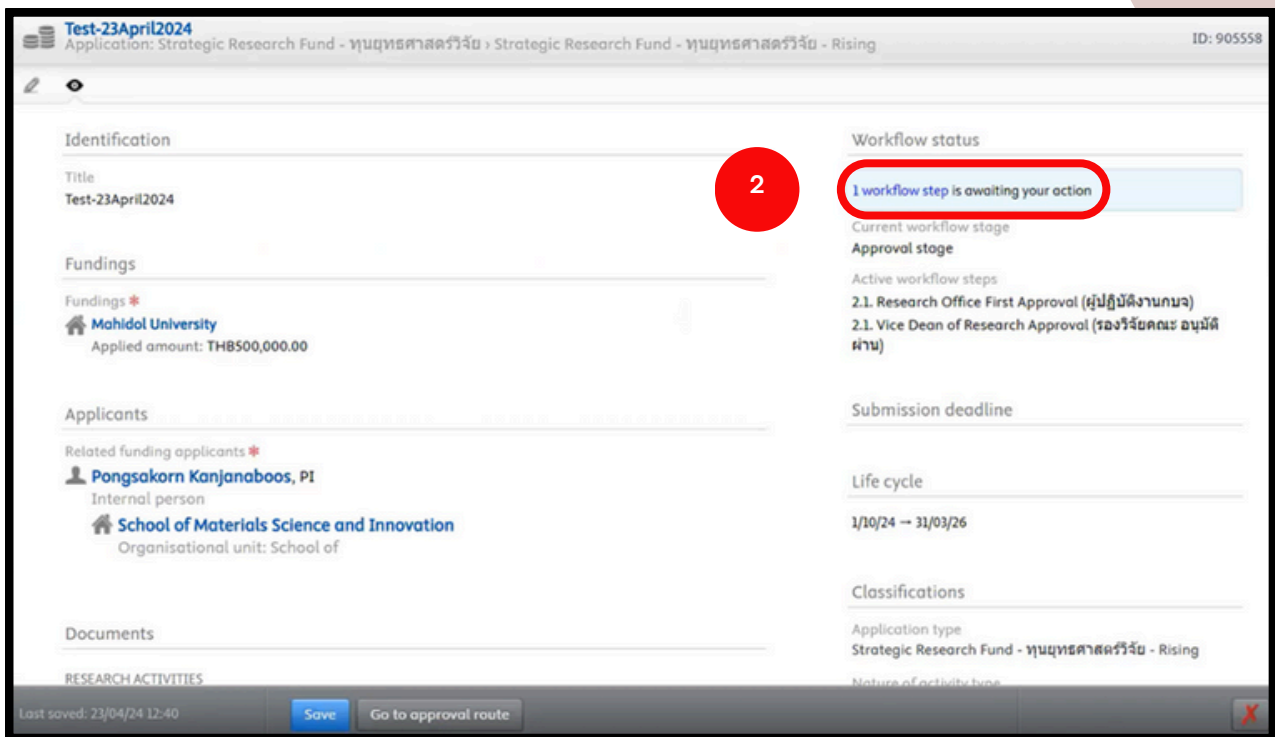 Test-23April2024
Application: Strategic Research Fund - ทุนยุทธศาสตร์วิจัย › Strategic Research Fund - ทุนยุทธศาสตร์วิจัย - Rising
ID: 905558
Identification
Title
Test-23April2024
Fundings
Fundings *
Mahidol University
Applied amount: THB500,000.00
Applicants
Related funding applicants *
Pongsakorn Kanjanaboos, PI
Internal person
School of Materials Science and Innovation
Organisational unit: School of
Documents
RESEARCH ACTIVITIES
2
Workflow status
1 workflow step is awaiting your action
Current workflow stage
Approval stage
Active workflow steps
2.1. Research Office First Approval (ผู้ปฏิบัติงานกบจ)
2.1. Vice Dean of Research Approval (รองวิจัยคณะ อนุมัติ
ผ่าน)
Submission deadline
Life cycle
1/10/24 → 31/03/26
Classifications
Application type
Strategic Research Fund - ทุนยุทธศาสตร์วิจัย - Rising
Nature of activity type
Last saved: 23/04/24 12:40
Save
Go to approval route